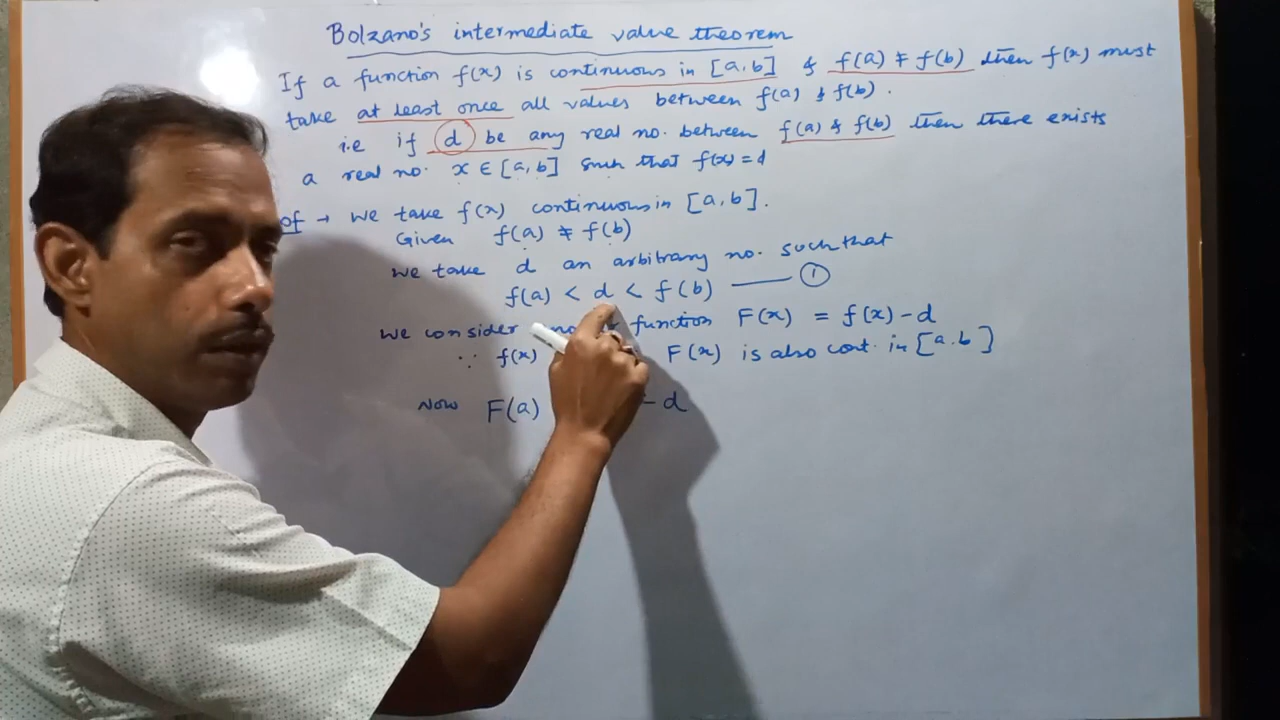 Bolzano's intermediate value theorem
If a function f(x) is continuous in [a,b] & f(a) ≠ f(b) then f(x) must
take at least once all values between f(a) & f(b).
i.e if d be any real no. between f(a) & f(b) then there exists
a real no. x ∈ [a,b] such that f(x) = d
of → we take f(x) continuous in [a,b].
Given f(a) ≠ f(b)
we take d an arbitrary no. such that
f(a) < d < f(b) —— ①
we consider function F(x) = f(x) - d
∵ f(x) F(x) is also cont. in [a.b]
Now F(a) - d